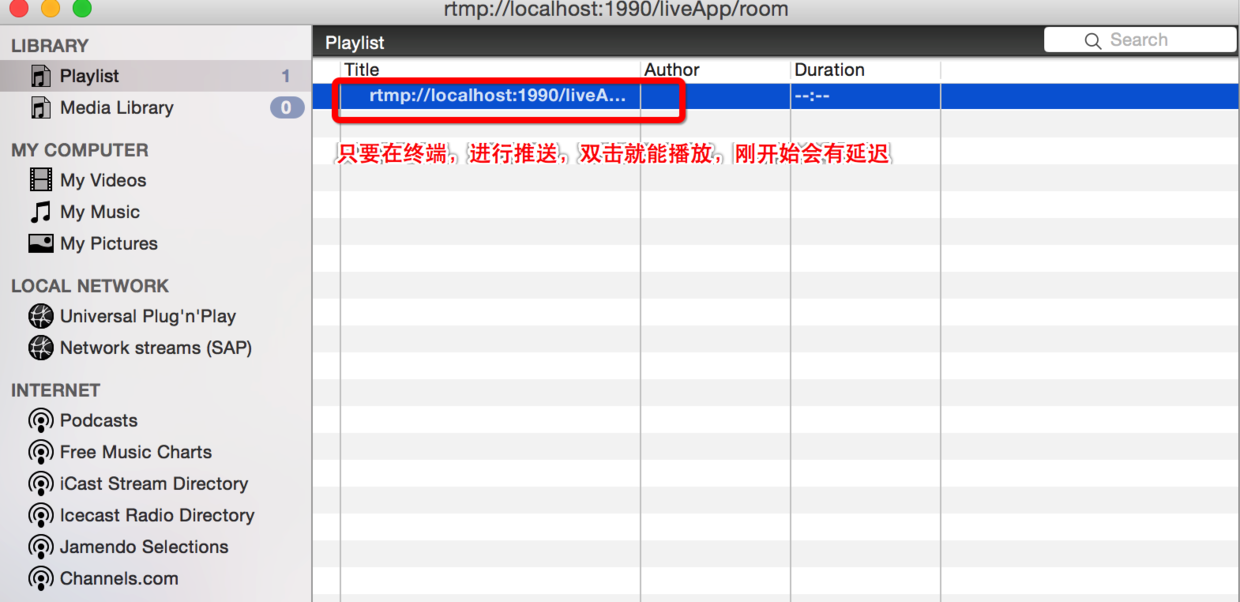 rtmp://localhost:1990/liveApp/room
LIBRARY
Playlist 1
Media Library 0
MY COMPUTER
My Videos
My Music
My Pictures
LOCAL NETWORK
Universal Plug'n'Play
Network streams (SAP)
INTERNET
Podcasts
Free Music Charts
iCast Stream Directory
Icecast Radio Directory
Jamendo Selections
Channels.com
Playlist
Search
Title Author Duration
rtmp://localhost:1990/liveA... --:--
只要在终端，进行推送，双击就能播放，刚开始会有延迟